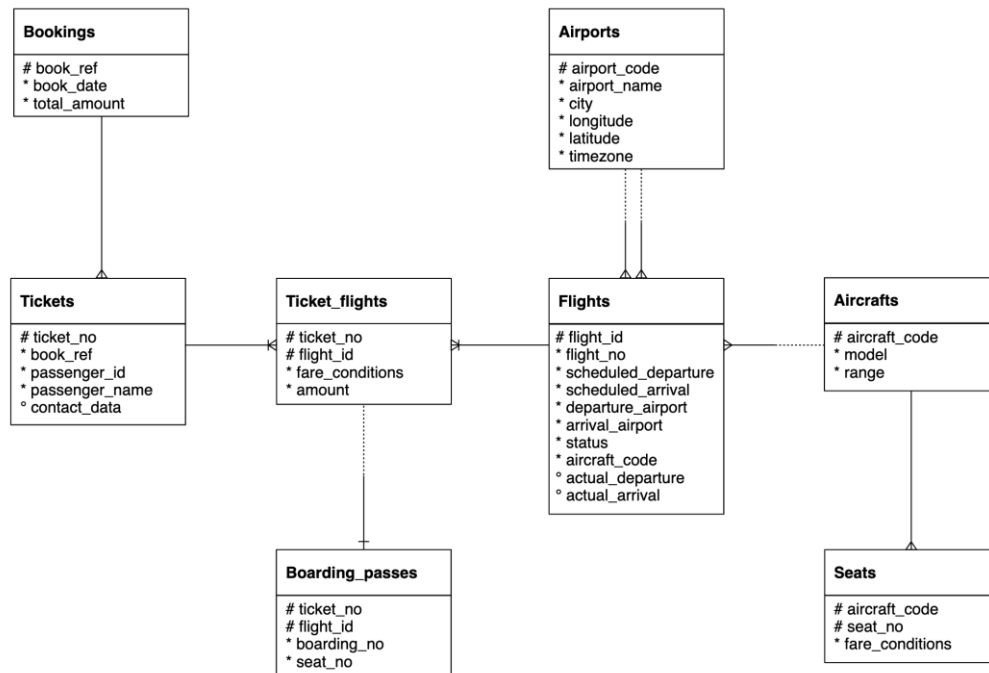 Bookings
# book_ref
* book_date
* total_amount
Airports
# airport_code
* airport_name
* city
* longitude
* latitude
* timezone
Tickets
# ticket_no
* book_ref
* passenger_id
* passenger_name
° contact_data
Ticket_flights
# ticket_no
# flight_id
* fare_conditions
* amount
Flights
# flight_id
* flight_no
* scheduled_departure
* scheduled_arrival
* departure_airport
* arrival_airport
* status
* aircraft_code
° actual_departure
° actual_arrival
Aircrafts
# aircraft_code
* model
* range
Boarding_passes
# ticket_no
# flight_id
* boarding_no
* seat_no
Seats
# aircraft_code
# seat_no
* fare_conditions